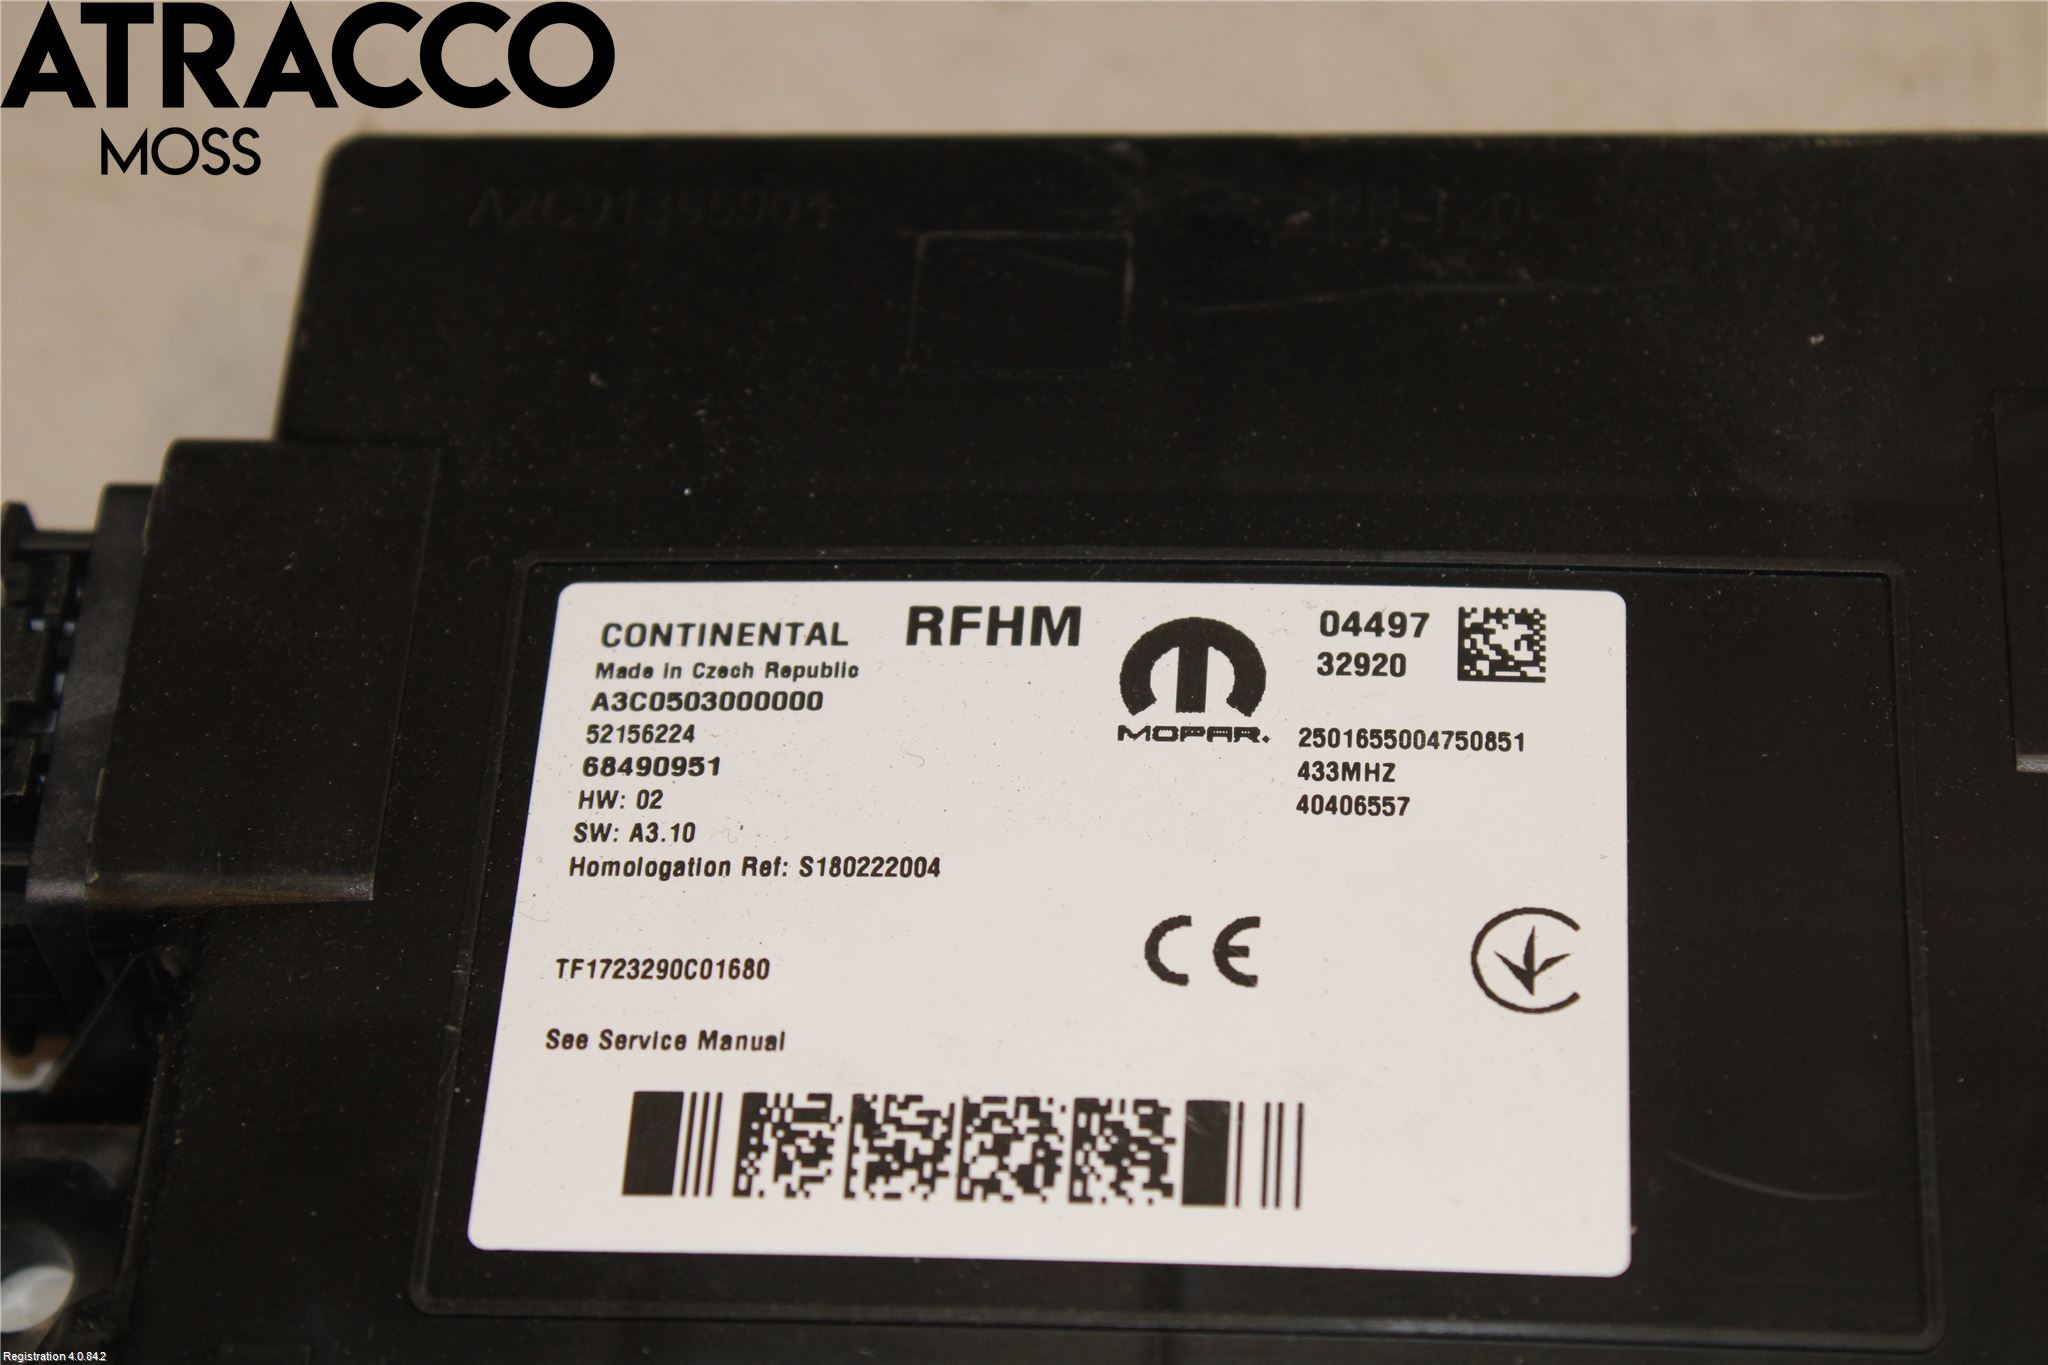 ATRACCO
MOSS
A2C01355904
CONTINENTAL RFHM
Made in Czech Republic
A3C0503000000
52156224
68490951
HW: 02
SW: A3.10
Homologation Ref: S180222004
TF1723290C01680
See Service Manual
MOPAR.
04497
32920
2501655004750851
433MHZ
40406557
CE
Registration 4.0.84.2